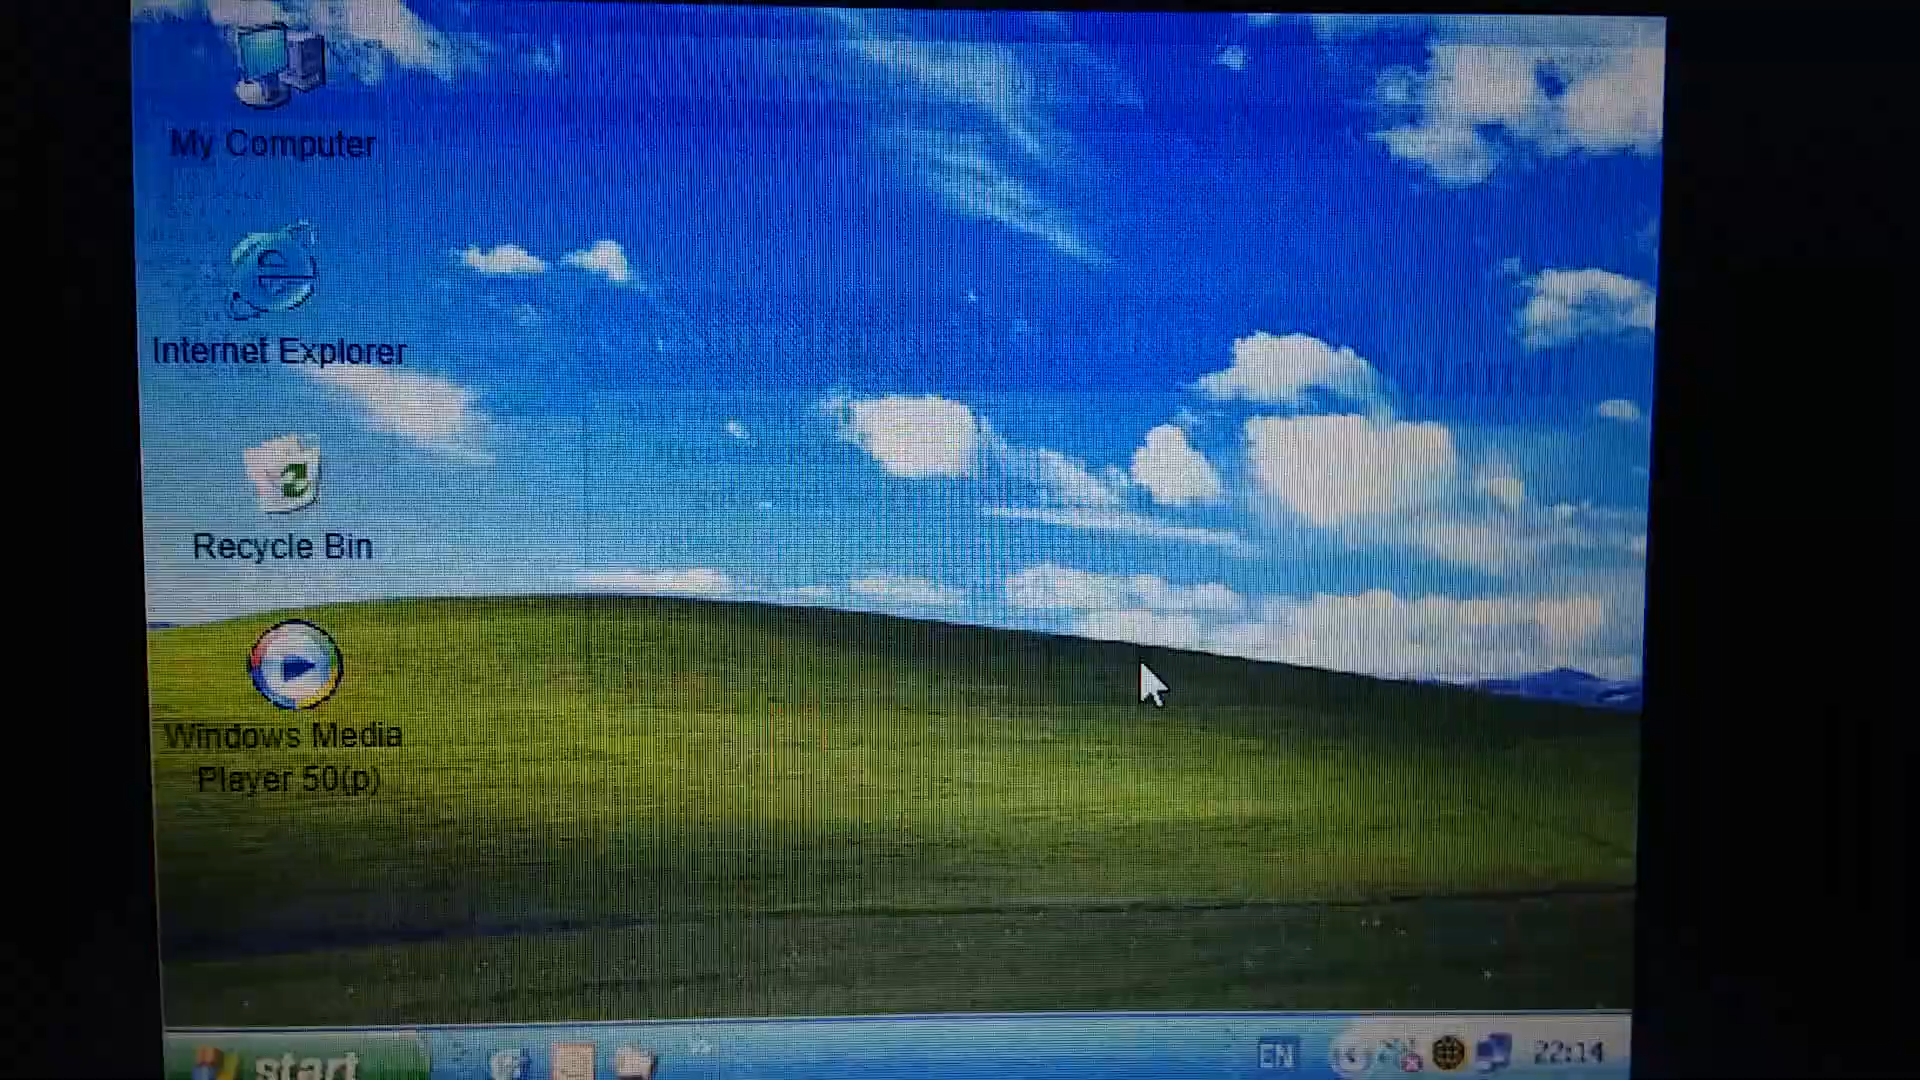 My Computer
Internet Explorer
Recycle Bin
Windows Media
Player 50(p)
start
EN
22:14